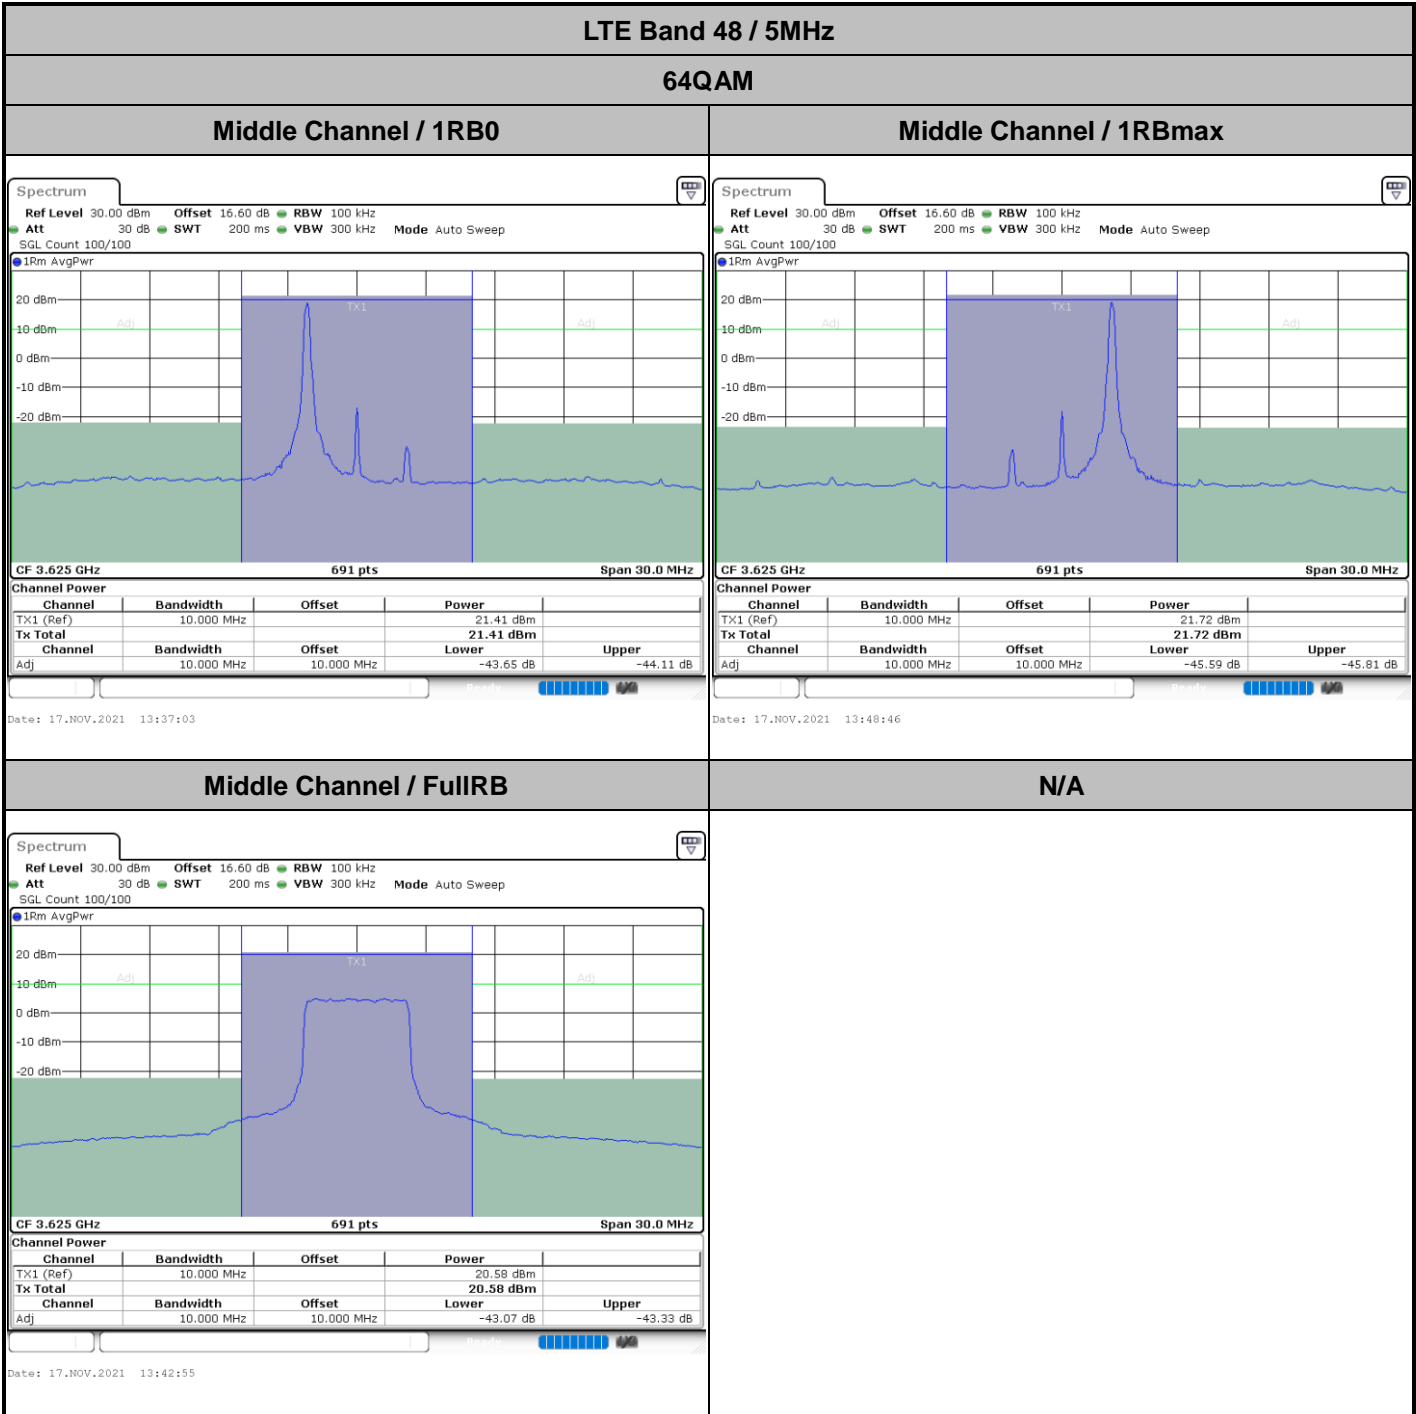 LTE Band 48 / 5MHz
64QAM
Middle Channel / 1RB0
Middle Channel / 1RBmax
Spectrum
Ref Level 30.00 dBm Offset 16.60 dB RBW 100 kHz
Att 30 dB SWT 200 ms VBW 300 kHz Mode Auto Sweep
SGL Count 100/100
1Rm AvgPwr
20 dBm
10 dBm
0 dBm
-10 dBm
-20 dBm
Adj
TX1
Adj
CF 3.625 GHz 691 pts Span 30.0 MHz
Channel Power
Channel Bandwidth Offset Power
TX1 (Ref) 10.000 MHz 21.41 dBm
Tx Total 21.41 dBm
Channel Bandwidth Offset Lower Upper
Adj 10.000 MHz 10.000 MHz -43.65 dB -44.11 dB
Ready
Date: 17.NOV.2021 13:37:03
Spectrum
Ref Level 30.00 dBm Offset 16.60 dB RBW 100 kHz
Att 30 dB SWT 200 ms VBW 300 kHz Mode Auto Sweep
SGL Count 100/100
1Rm AvgPwr
20 dBm
10 dBm
0 dBm
-10 dBm
-20 dBm
Adj
TX1
Adj
CF 3.625 GHz 691 pts Span 30.0 MHz
Channel Power
Channel Bandwidth Offset Power
TX1 (Ref) 10.000 MHz 21.72 dBm
Tx Total 21.72 dBm
Channel Bandwidth Offset Lower Upper
Adj 10.000 MHz 10.000 MHz -45.59 dB -45.81 dB
Ready
Date: 17.NOV.2021 13:48:46
Middle Channel / FullRB
N/A
Spectrum
Ref Level 30.00 dBm Offset 16.60 dB RBW 100 kHz
Att 30 dB SWT 200 ms VBW 300 kHz Mode Auto Sweep
SGL Count 100/100
1Rm AvgPwr
20 dBm
10 dBm
0 dBm
-10 dBm
-20 dBm
Adj
TX1
Adj
CF 3.625 GHz 691 pts Span 30.0 MHz
Channel Power
Channel Bandwidth Offset Power
TX1 (Ref) 10.000 MHz 20.58 dBm
Tx Total 20.58 dBm
Channel Bandwidth Offset Lower Upper
Adj 10.000 MHz 10.000 MHz -43.07 dB -43.33 dB
Ready
Date: 17.NOV.2021 13:42:55